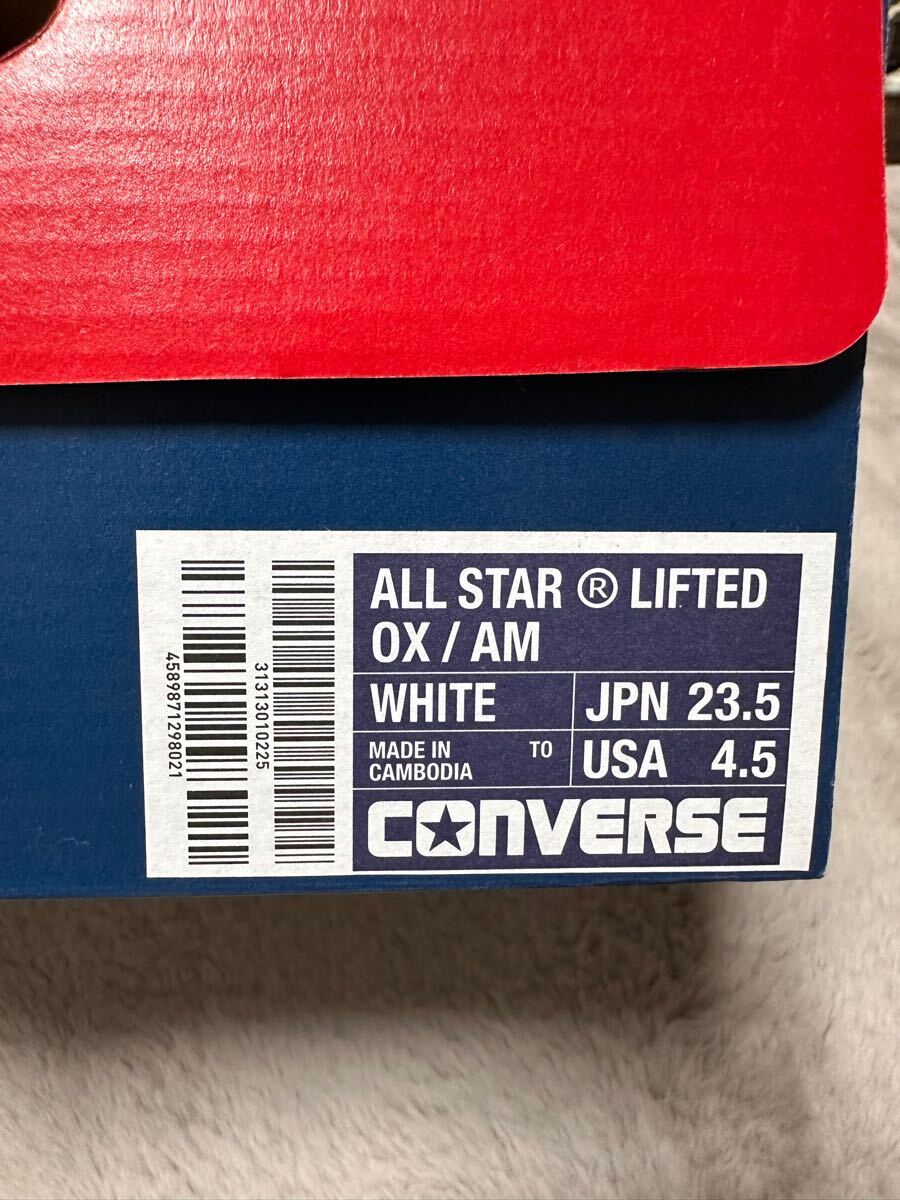 ALL STAR Ⓡ LIFTED
OX / AM
WHITE
JPN 23.5
MADE IN
CAMBODIA
TO
USA 4.5
CONVERSE
4589871298021
31313010225